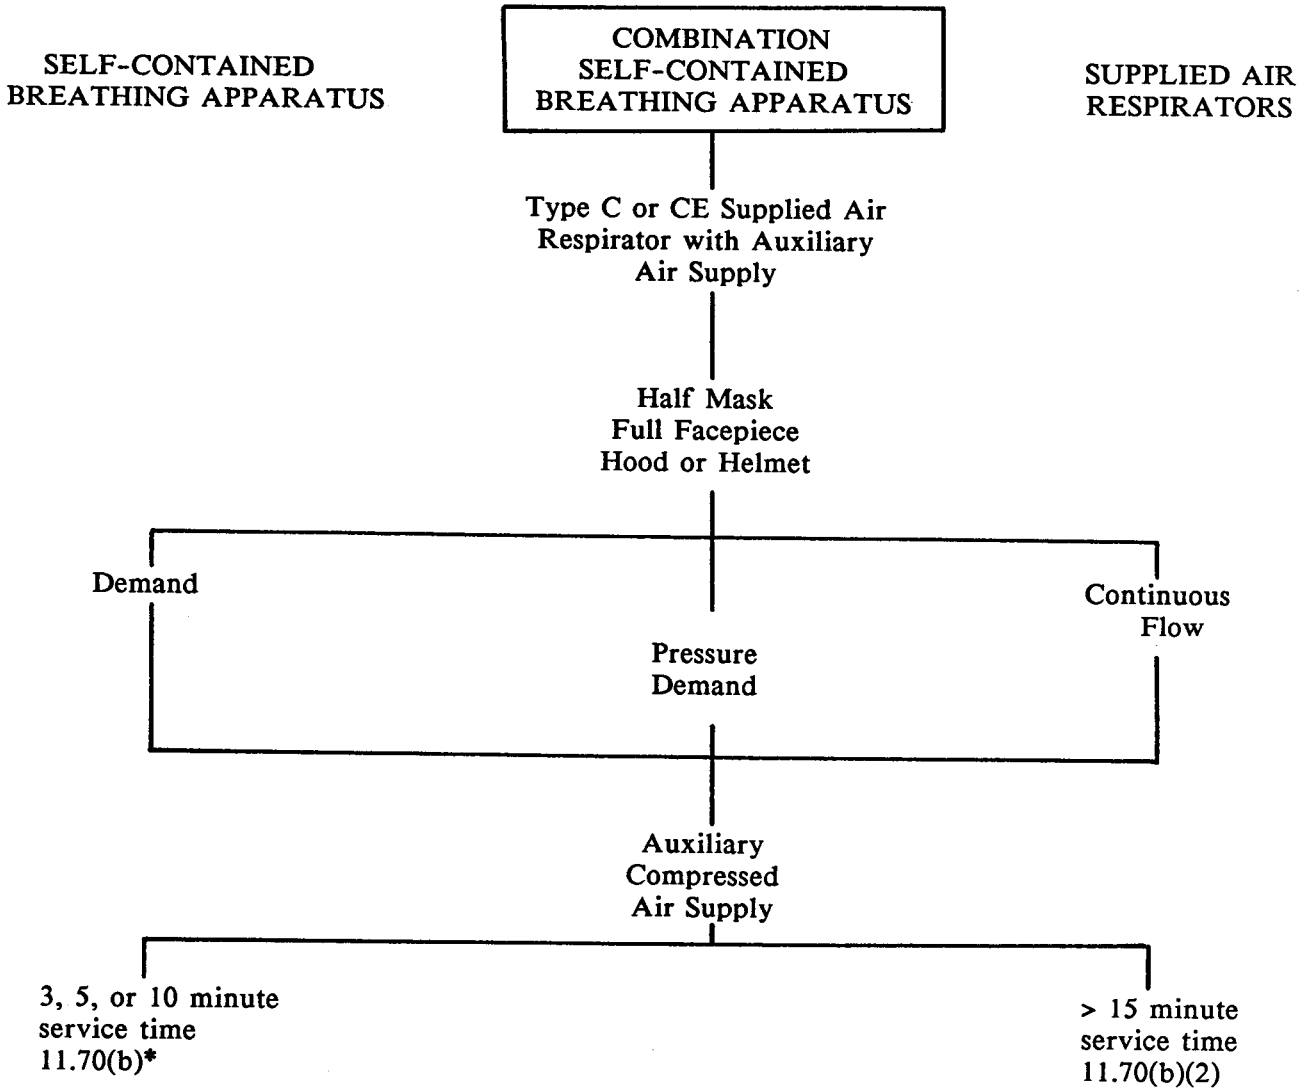 SELF-CONTAINED
BREATHING APPARATUS
COMBINATION
SELF-CONTAINED
BREATHING APPARATUS
SUPPLIED AIR
RESPIRATORS
Type C or CE Supplied Air
Respirator with Auxiliary
Air Supply
Half Mask
Full Facepiece
Hood or Helmet
Demand
Pressure
Demand
Continuous
Flow
Auxiliary
Compressed
Air Supply
3, 5, or 10 minute
service time
11.70(b)*
> 15 minute
service time
11.70(b)(2)